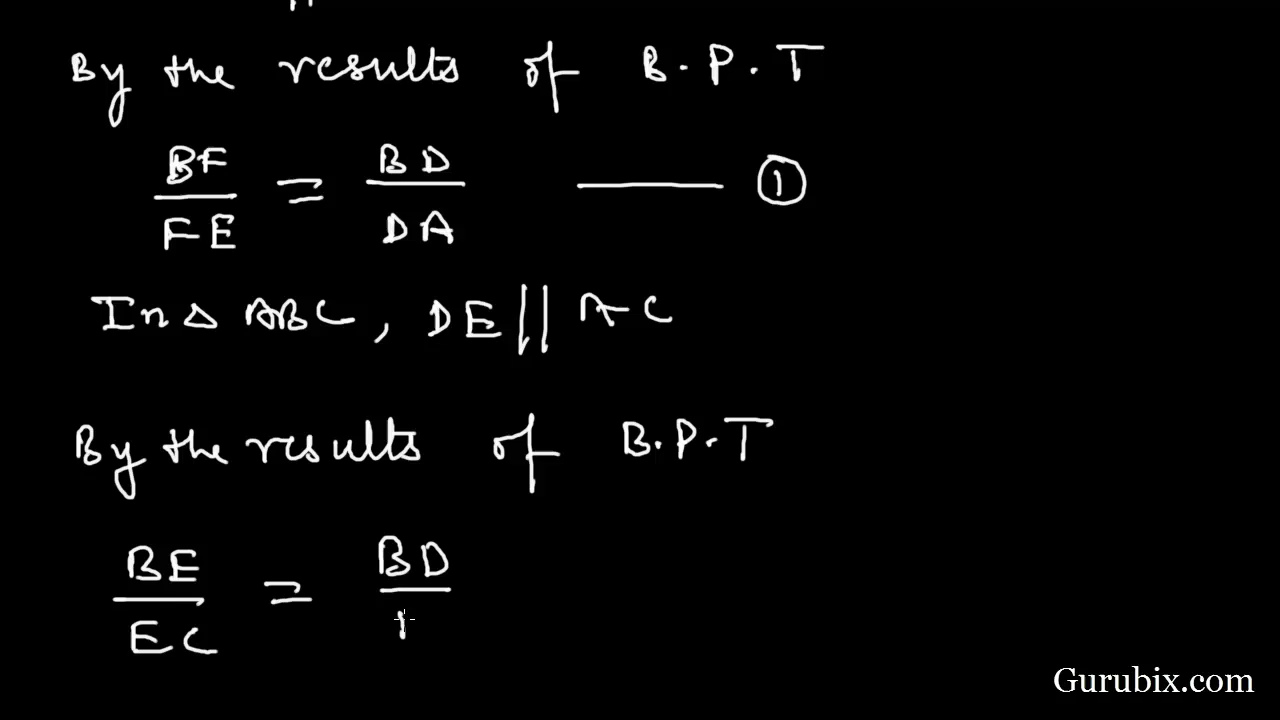 By the results of B.P.T
BF/FE = BD/DA —— ①
In △ ABC, DE || AC
By the results of B.P.T
BE/EC = BD/
Gurubix.com